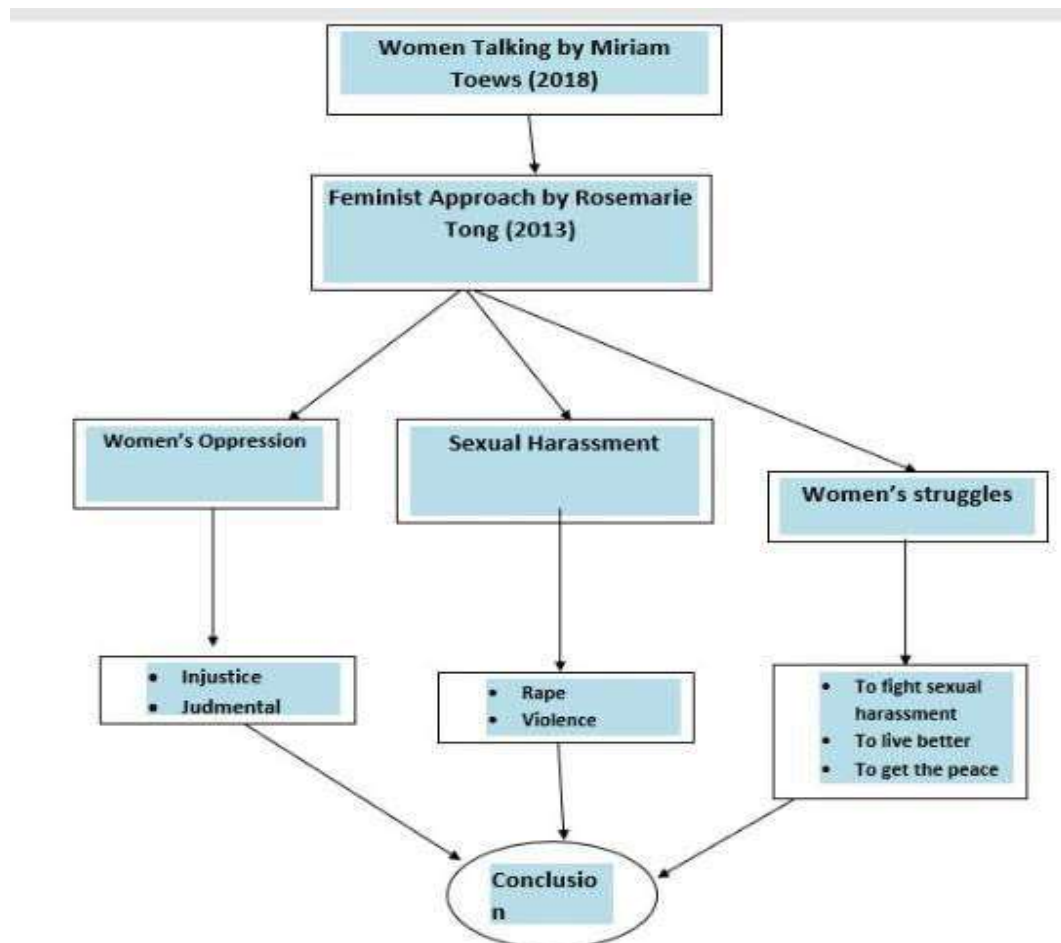 Women Talking by Miriam
Toews (2018)
Feminist Approach by Rosemarie
Tong (2013)
Women’s Oppression
Sexual Harassment
Women’s struggles
• Injustice
• Judmental
• Rape
• Violence
• To fight sexual
harassment
• To live better
• To get the peace
Conclusio
n